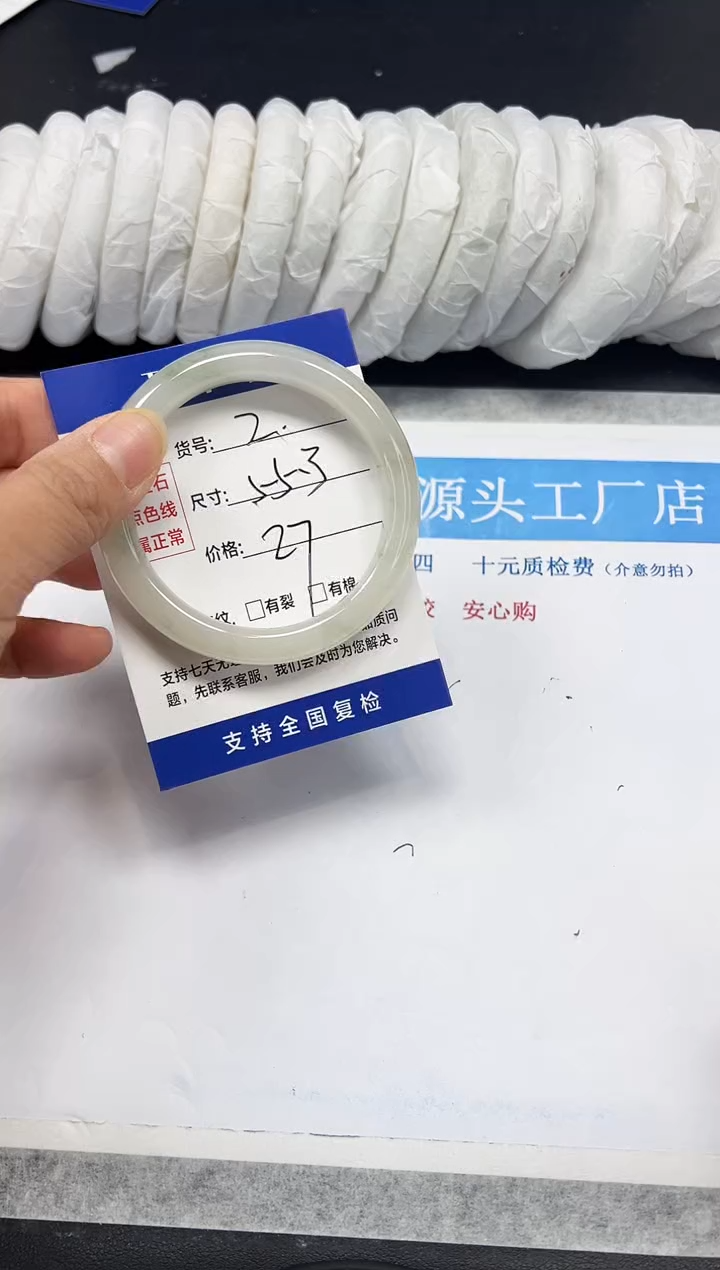 货号: 2.
石
点色线
属正常
尺寸: 55.3
价格: 27
纹, 有裂 有棉
支持七天无
品质问
题，先联系客服，我们会及时为您解决。
支持全国复检
源头工厂店
四 十元质检费（介意勿拍）
安心购